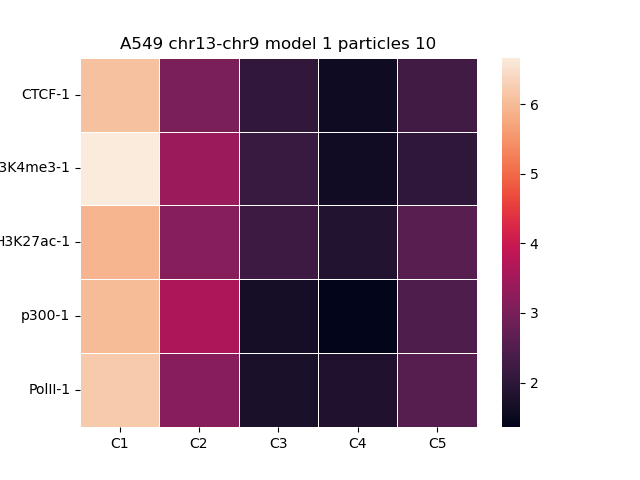 A549 chr13-chr9 model 1 particles 10
CTCF-1
3K4me3-1
H3K27ac-1
p300-1
PolII-1
C1 C2 C3 C4 C5
6
5
4
3
2